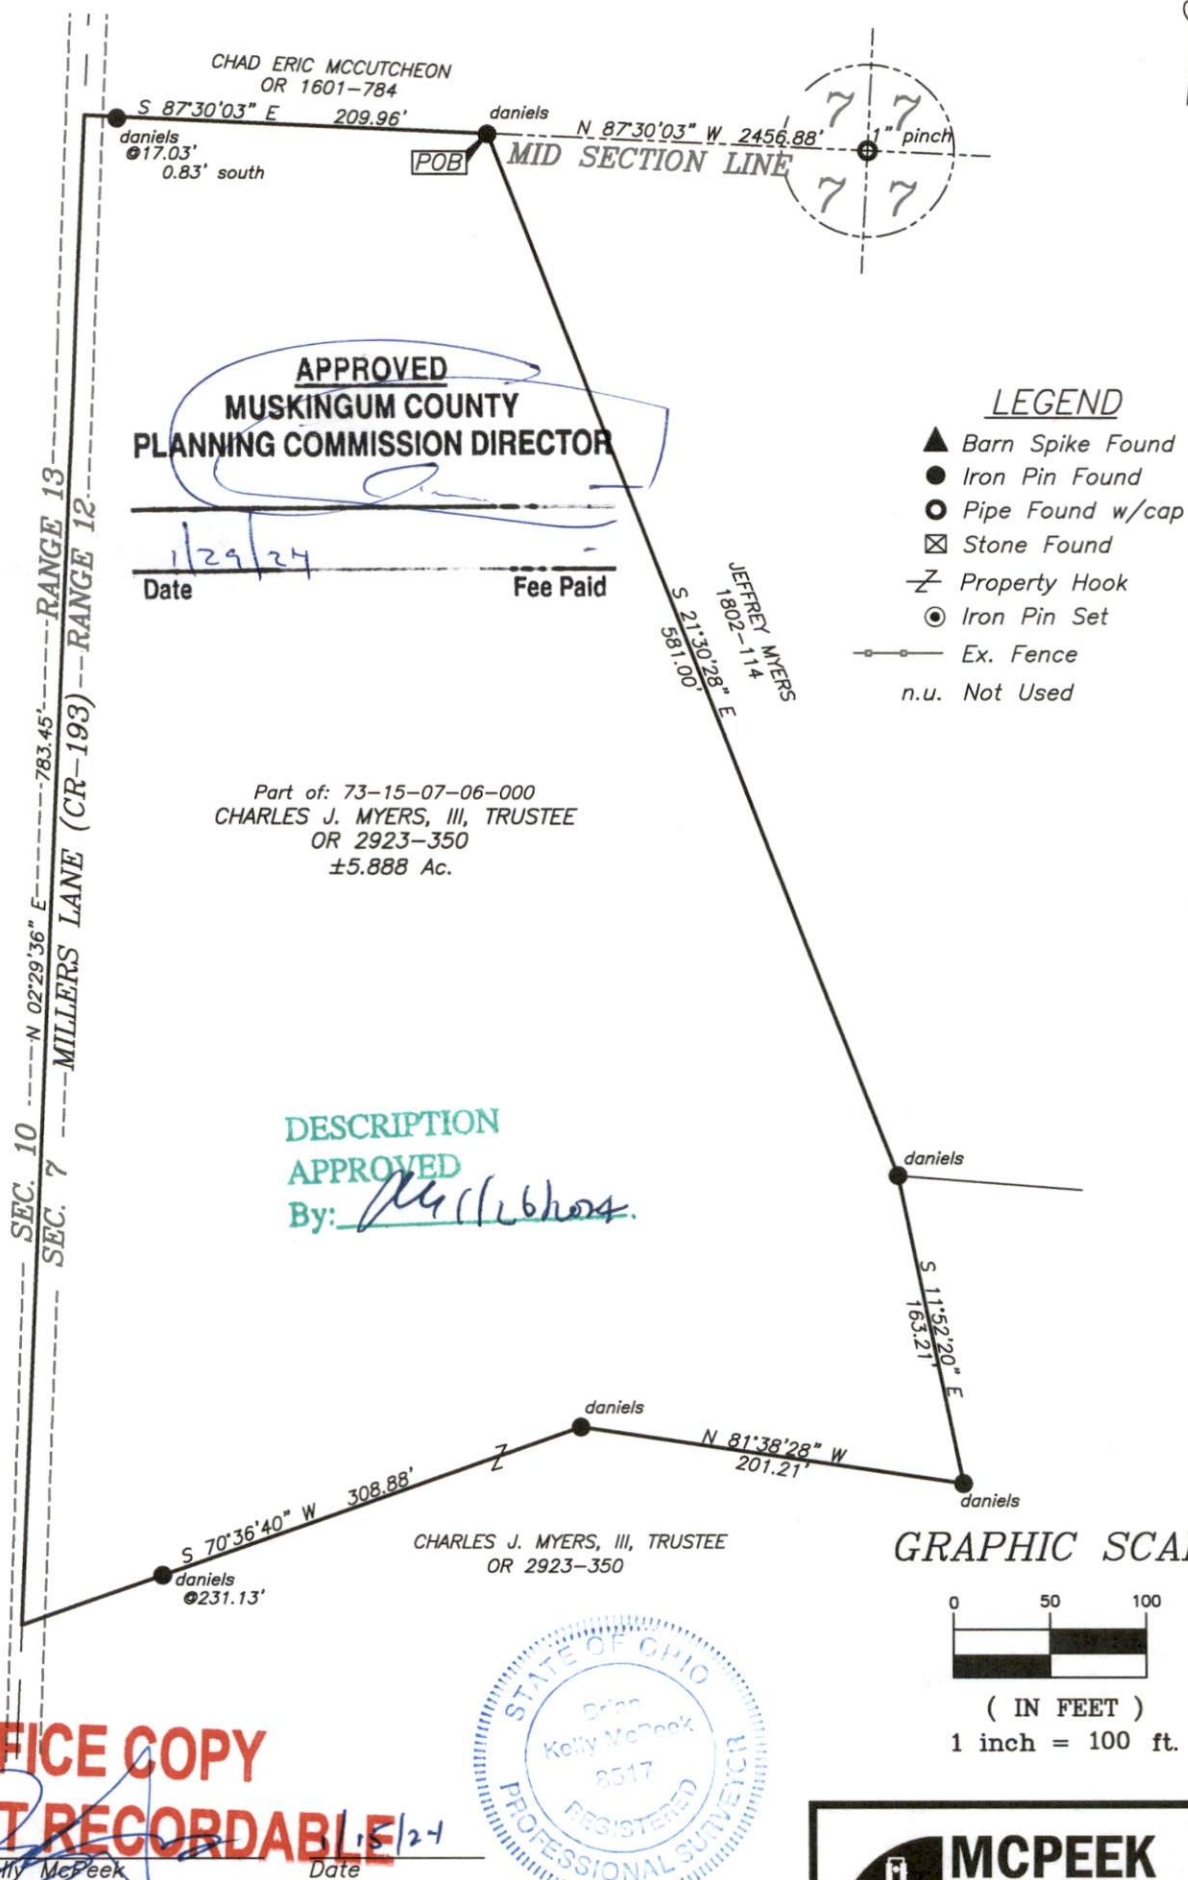 CHAD ERIC MCCUTCHEON
OR 1601-784
S 87°30'03" E 209.96'
daniels
@17.03'
0.83' south
daniels
POB
N 87°30'03" W 2456.88'
MID SECTION LINE
7 7
1" pinch
7 7
APPROVED
MUSKINGUM COUNTY
PLANNING COMMISSION DIRECTOR
1/29/24
Date Fee Paid
LEGEND
Barn Spike Found
Iron Pin Found
Pipe Found w/cap
Stone Found
Z Property Hook
Iron Pin Set
Ex. Fence
n.u. Not Used
JEFFREY MYERS
1802-114
S 21°30'28" E
581.00'
SEC. 10 N 02°29'36" E 783.45' RANGE 13
SEC. 7 MILLERS LANE (CR-193) RANGE 12
Part of: 73-15-07-06-000
CHARLES J. MYERS, III, TRUSTEE
OR 2923-350
±5.888 Ac.
DESCRIPTION
APPROVED
By:
daniels
S 11°52'20" E
163.21'
daniels
N 81°38'28" W
201.21'
daniels
Z
S 70°36'40" W 308.88'
daniels
@231.13'
CHARLES J. MYERS, III, TRUSTEE
OR 2923-350
GRAPHIC SCA
0 50 100
( IN FEET )
1 inch = 100 ft.
STATE OF OHIO
Kelly McPeek
8517
REGISTERED
PROFESSIONAL SURVEYOR
FICE COPY
T RECORDABLE
1/15/24
lly McPeek Date
MCPEEK